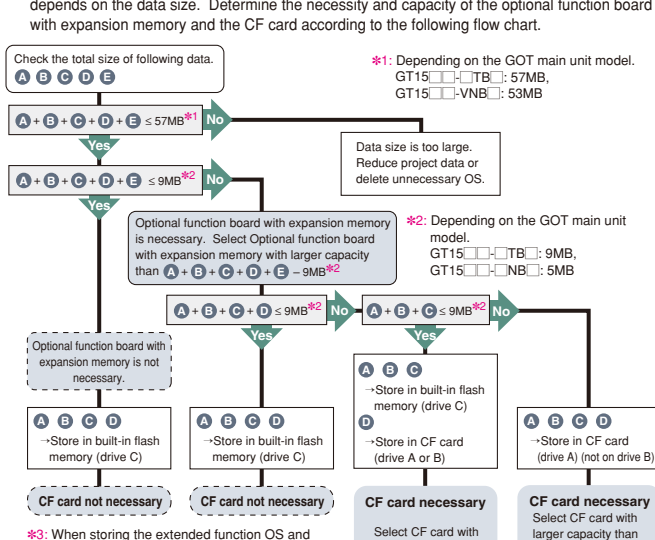 depends on the data size. Determine the necessity and capacity of the optional function board
with expansion memory and the CF card according to the following flow chart.
Check the total size of following data.
A B C D E
*1: Depending on the GOT main unit model.
GT15□□-□TB□: 57MB,
GT15□□-VNB□: 53MB
A + B + C + D + E ≤ 57MB*1
No
Yes
Data size is too large.
Reduce project data or
delete unnecessary OS.
A + B + C + D + E ≤ 9MB*2
No
Yes
Optional function board with expansion memory
is necessary. Select Optional function board
with expansion memory with larger capacity
than A + B + C + D + E – 9MB*2
*2: Depending on the GOT main unit
model.
GT15□□-□TB□: 9MB,
GT15□□-□NB□: 5MB
A + B + C + D ≤ 9MB*2
No
A + B + C ≤ 9MB*2
No
Yes
Yes
Optional function board with
expansion memory is not
necessary.
A B C D
→Store in built-in flash
memory (drive C)
A B C D
→Store in built-in flash
memory (drive C)
A B C
→Store in built-in flash
memory (drive C)
D
→Store in CF card
(drive A or B)
A B C D
→Store in CF card
(drive A) (not on drive B)
CF card not necessary
CF card not necessary
CF card necessary
Select CF card with
CF card necessary
Select CF card with
larger capacity than
*3: When storing the extended function OS and